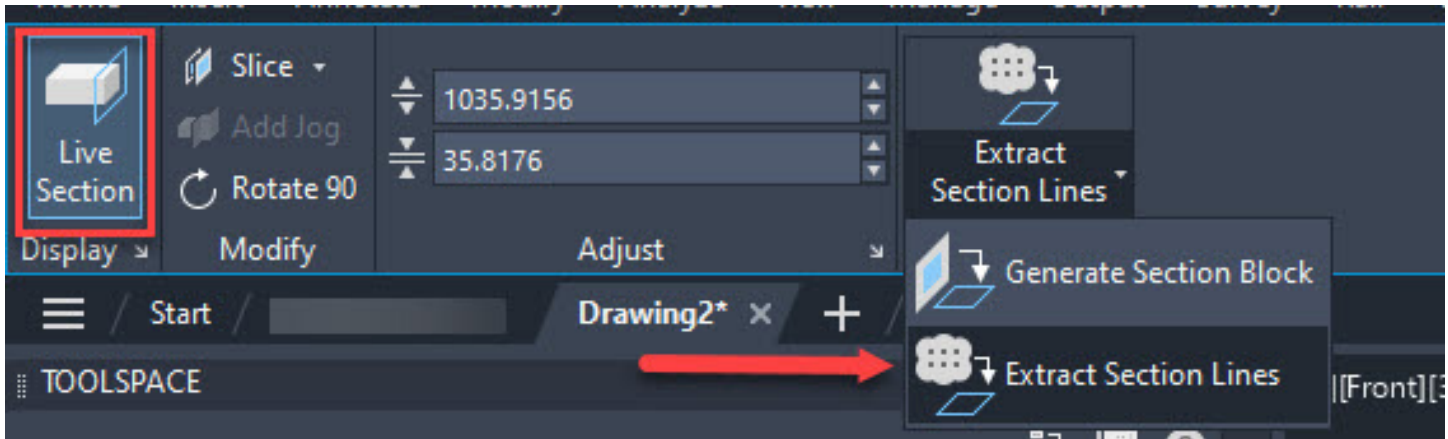 Slice
1035.9156
Add Jog
Live
Section
35.8176
Rotate 90
Extract
Section Lines
Display
Modify
Adjust
Generate Section Block
Start
Drawing2*
Extract Section Lines
TOOLSPACE
[Front]